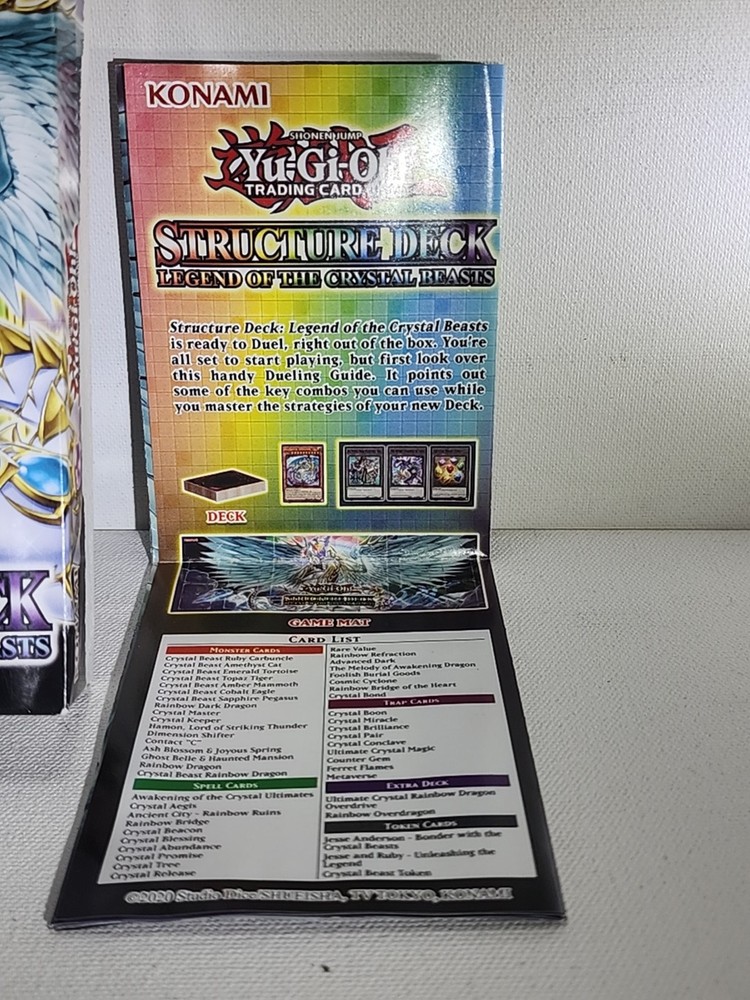 KONAMI
SHONEN JUMP
Yu-Gi-Oh!
TRADING CARD
STRUCTURE DECK
LEGEND OF THE CRYSTAL BEASTS
Structure Deck: Legend of the Crystal Beasts
is ready to Duel, right out of the box. You're
all set to start playing, but first look over
this handy Dueling Guide. It points out
some of the key combos you can use while
you master the strategies of your new Deck.
DECK
Yu-Gi-Oh!
GAME MAT
CARD LIST
MONSTER CARDS
Crystal Beast Ruby Carbuncle
Crystal Beast Amethyst Cat
Crystal Beast Emerald Tortoise
Crystal Beast Topaz Tiger
Crystal Beast Amber Mammoth
Crystal Beast Cobalt Eagle
Crystal Beast Sapphire Pegasus
Rainbow Dark Dragon
Crystal Master
Crystal Keeper
Hamon, Lord of Striking Thunder
Dimension Shifter
Contact "C"
Ash Blossom & Joyous Spring
Ghost Belle & Haunted Mansion
Rainbow Dragon
Crystal Beast Rainbow Dragon
SPELL CARDS
Awakening of the Crystal Ultimates
Crystal Aegis
Ancient City - Rainbow Ruins
Rainbow Bridge
Crystal Beacon
Crystal Blessing
Crystal Abundance
Crystal Promise
Crystal Tree
Crystal Release
Rare Value
Rainbow Refraction
Advanced Dark
The Melody of Awakening Dragon
Foolish Burial Goods
Cosmic Cyclone
Rainbow Bridge of the Heart
Crystal Bond
TRAP CARDS
Crystal Boon
Crystal Miracle
Crystal Brilliance
Crystal Pair
Crystal Conclave
Ultimate Crystal Magic
Counter Gem
Ferret Flames
Metaverse
EXTRA DECK
Ultimate Crystal Rainbow Dragon
Overdrive
Rainbow Overdragon
TOKEN CARDS
Jesse Anderson - Bonder with the
Crystal Beasts
Jesse and Ruby - Unleashing the
Legend
Crystal Beast Token
©2020 Studio Dice/SHUEISHA, TV TOKYO, KONAMI
CK
STS